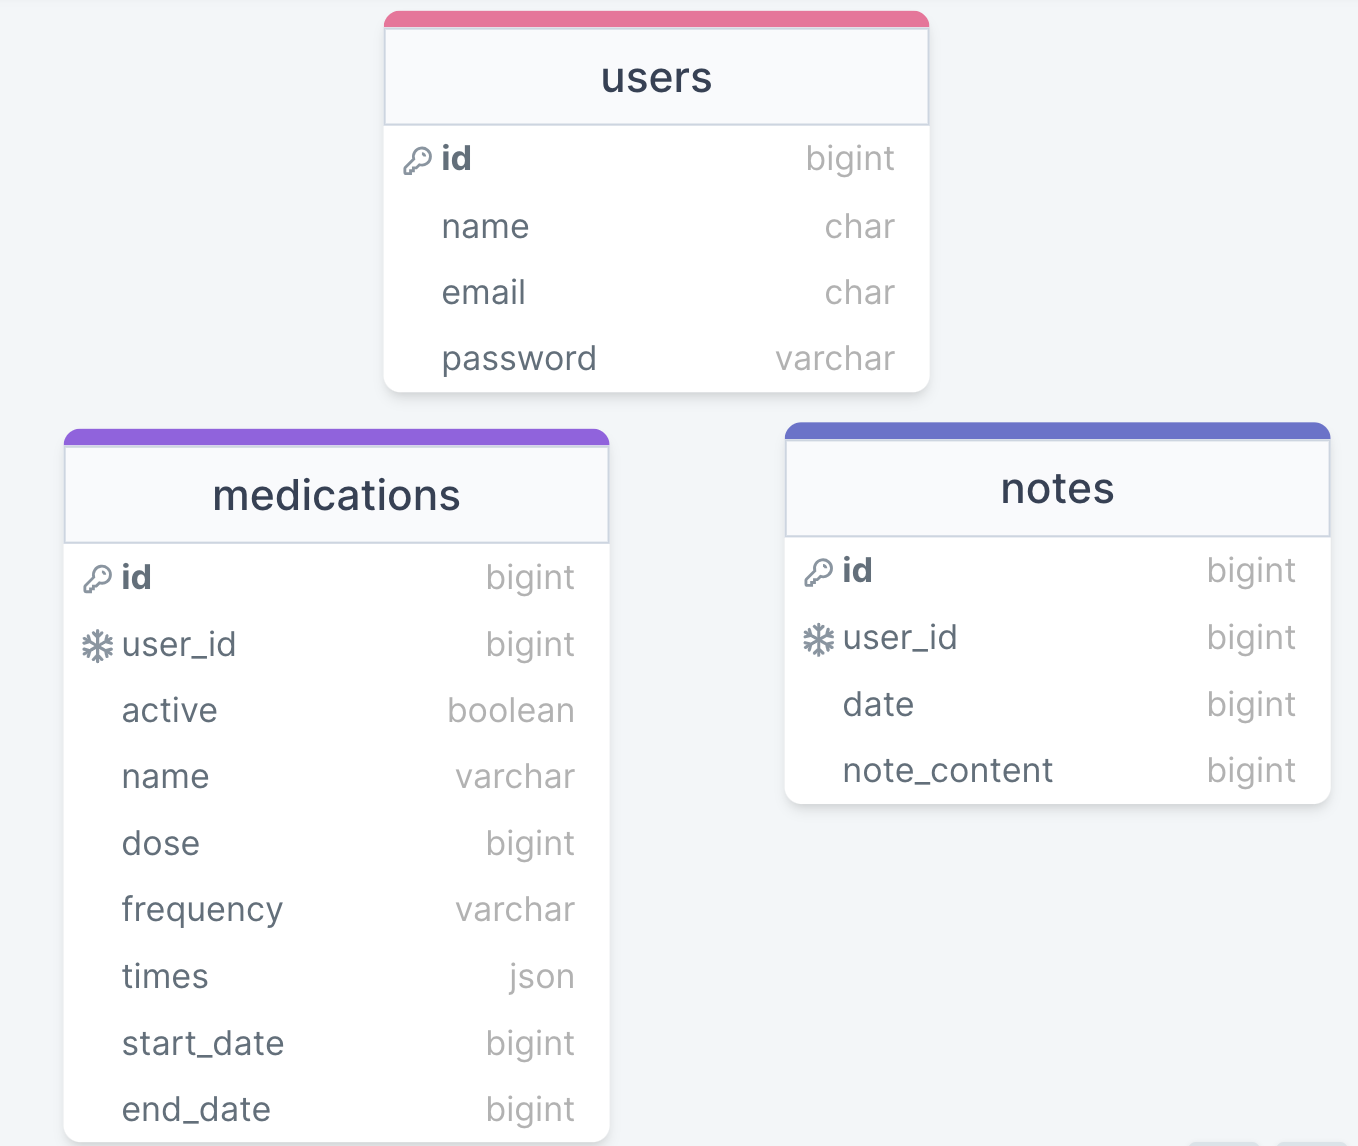 users
id bigint
name char
email char
password varchar
medications
id bigint
user_id bigint
active boolean
name varchar
dose bigint
frequency varchar
times json
start_date bigint
end_date bigint
notes
id bigint
user_id bigint
date bigint
note_content bigint